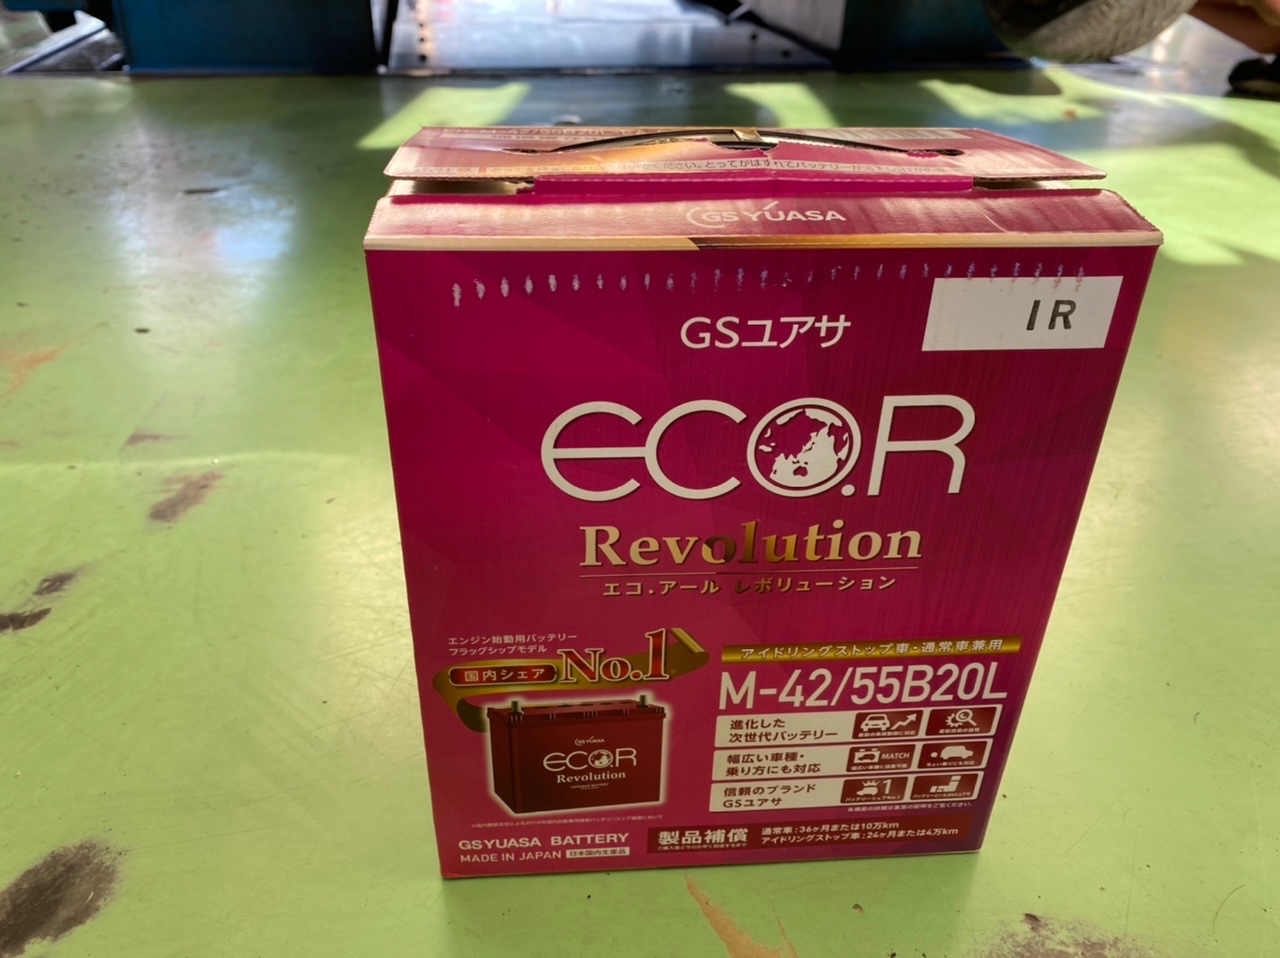 GS YUASA
1R
GSユアサ
ECO.R
Revolution
エコ.アール レボリューション
エンジン始動用バッテリー
フラッグシップモデル
国内シェア No.1
アイドリングストップ車・通常車兼用
M-42/55B20L
進化した
次世代バッテリー
幅広い車種・
乗り方にも対応
MATCH
信頼のブランド
GSユアサ
1
GS YUASA
ECO.R
Revolution
GS YUASA BATTERY
MADE IN JAPAN 日本国内生産品
製品補償
通常車:36ヶ月または10万km
アイドリングストップ車:24ヶ月または4万km